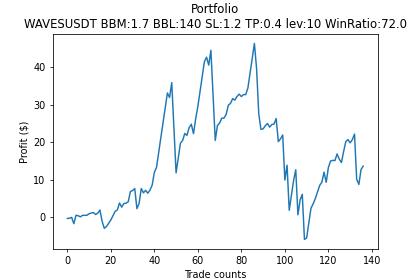 Portfolio
WAVESUSDT BBM:1.7 BBL:140 SL:1.2 TP:0.4 lev:10 WinRatio:72.0
Profit ($)
40
30
20
10
0
0 20 40 60 80 100 120 140
Trade counts